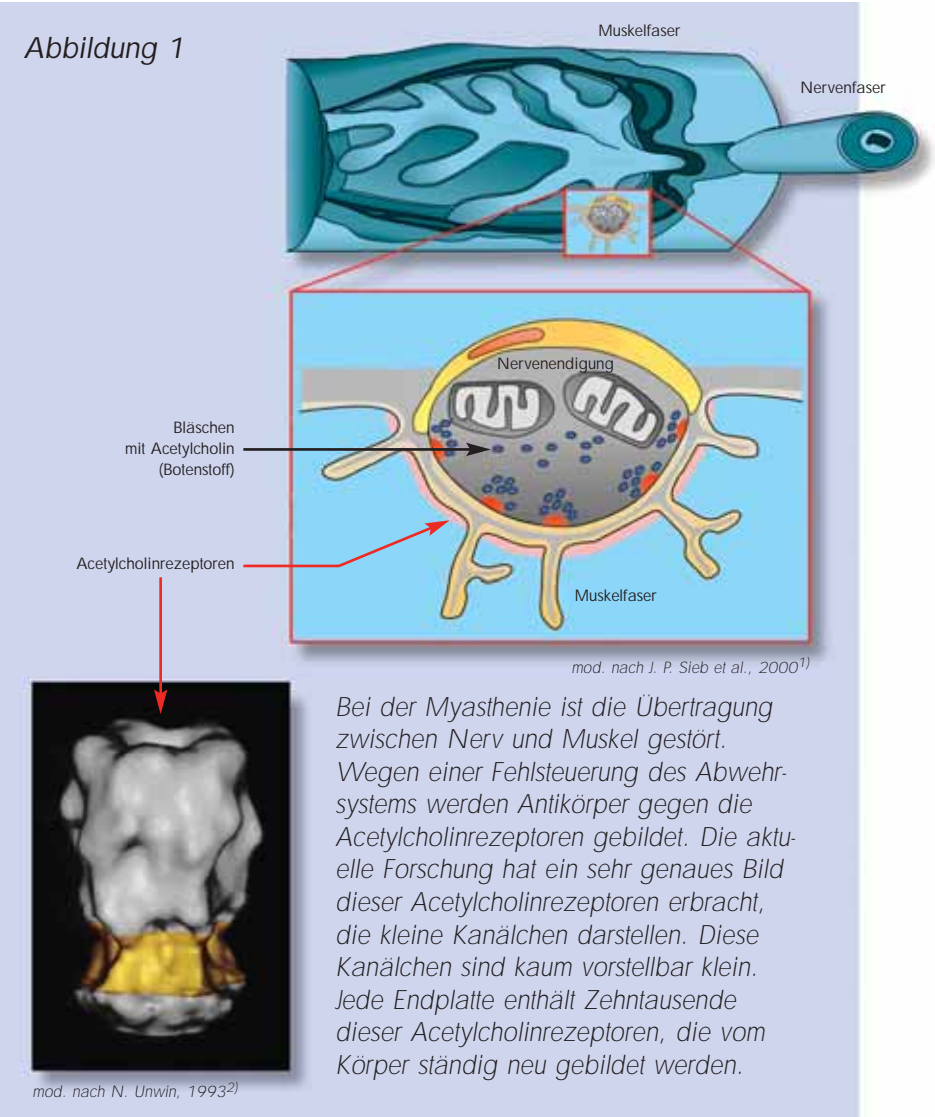 Abbildung 1
Muskelfaser
Nervenfaser
Nervenendigung
Bläschen
mit Acetylcholin
(Botenstoff)
Acetylcholinrezeptoren
Muskelfaser
mod. nach J. P. Sieb et al., 2000¹⁾
Bei der Myasthenie ist die Übertragung
zwischen Nerv und Muskel gestört.
Wegen einer Fehlsteuerung des Abwehr-
systems werden Antikörper gegen die
Acetylcholinrezeptoren gebildet. Die aktu-
elle Forschung hat ein sehr genaues Bild
dieser Acetylcholinrezeptoren erbracht,
die kleine Kanälchen darstellen. Diese
Kanälchen sind kaum vorstellbar klein.
Jede Endplatte enthält Zehntausende
dieser Acetylcholinrezeptoren, die vom
Körper ständig neu gebildet werden.
mod. nach N. Unwin, 1993²⁾